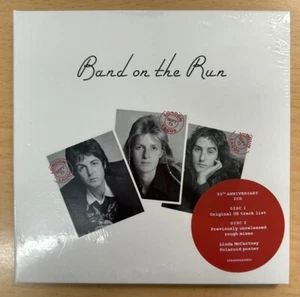 Band on the Run
50TH ANNIVERSARY
2CD
DISC 1
Original US track list
DISC 2
Previously unreleased
rough mixes
Linda McCartney
Polaroid poster